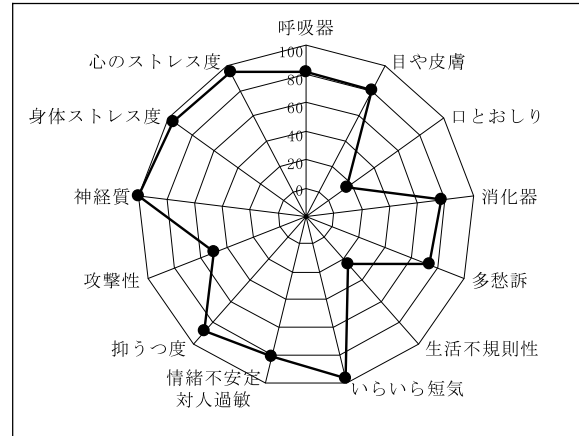 呼吸器
100
80
60
40
20
0
目や皮膚
口とおしり
消化器
多愁訴
生活不規則性
いらいら短気
情緒不安定
対人過敏
抑うつ度
攻撃性
神経質
身体ストレス度
心のストレス度